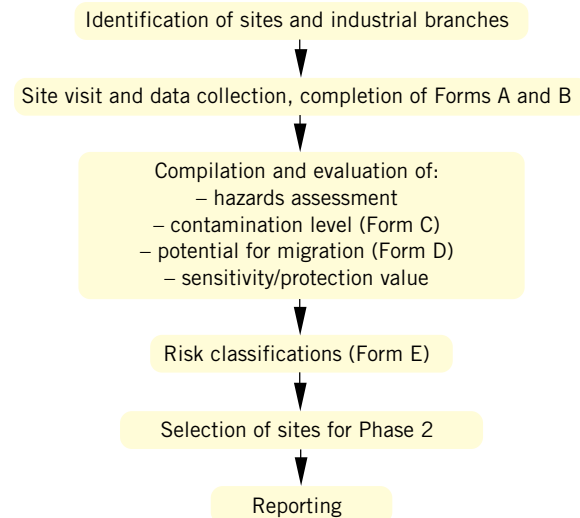 Identification of sites and industrial branches
Site visit and data collection, completion of Forms A and B
Compilation and evaluation of:
– hazards assessment
– contamination level (Form C)
– potential for migration (Form D)
– sensitivity/protection value
Risk classifications (Form E)
Selection of sites for Phase 2
Reporting